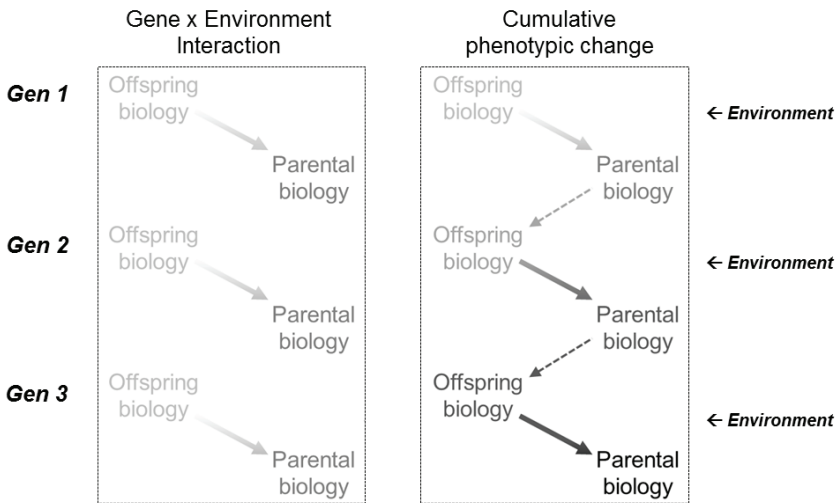 Gene x Environment
Interaction
Cumulative
phenotypic change
Gen 1
Offspring
biology
Parental
biology
Offspring
biology
Parental
biology
← Environment
Gen 2
Offspring
biology
Parental
biology
Offspring
biology
Parental
biology
← Environment
Gen 3
Offspring
biology
Parental
biology
Offspring
biology
Parental
biology
← Environment